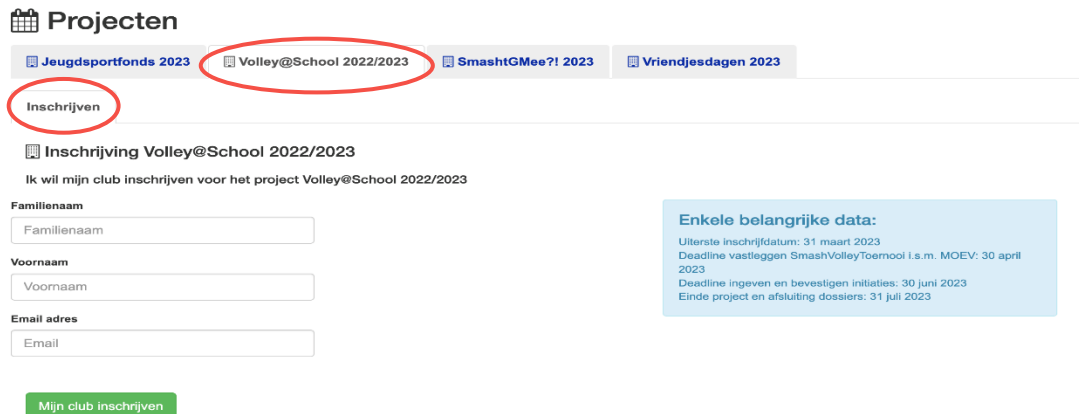 Projecten
Jeugdsportfonds 2023 Volley@School 2022/2023 SmashtGMee?! 2023 Vriendjesdagen 2023
Inschrijven
Inschrijving Volley@School 2022/2023
Ik wil mijn club inschrijven voor het project Volley@School 2022/2023
Familienaam
Familienaam
Voornaam
Voornaam
Email adres
Email
Mijn club inschrijven
Enkele belangrijke data:
Uiterste inschrijfdatum: 31 maart 2023
Deadline vastleggen SmashVolleyToernooi i.s.m. MOEV: 30 april
2023
Deadline ingeven en bevestigen initiaties: 30 juni 2023
Einde project en afsluiting dossiers: 31 juli 2023